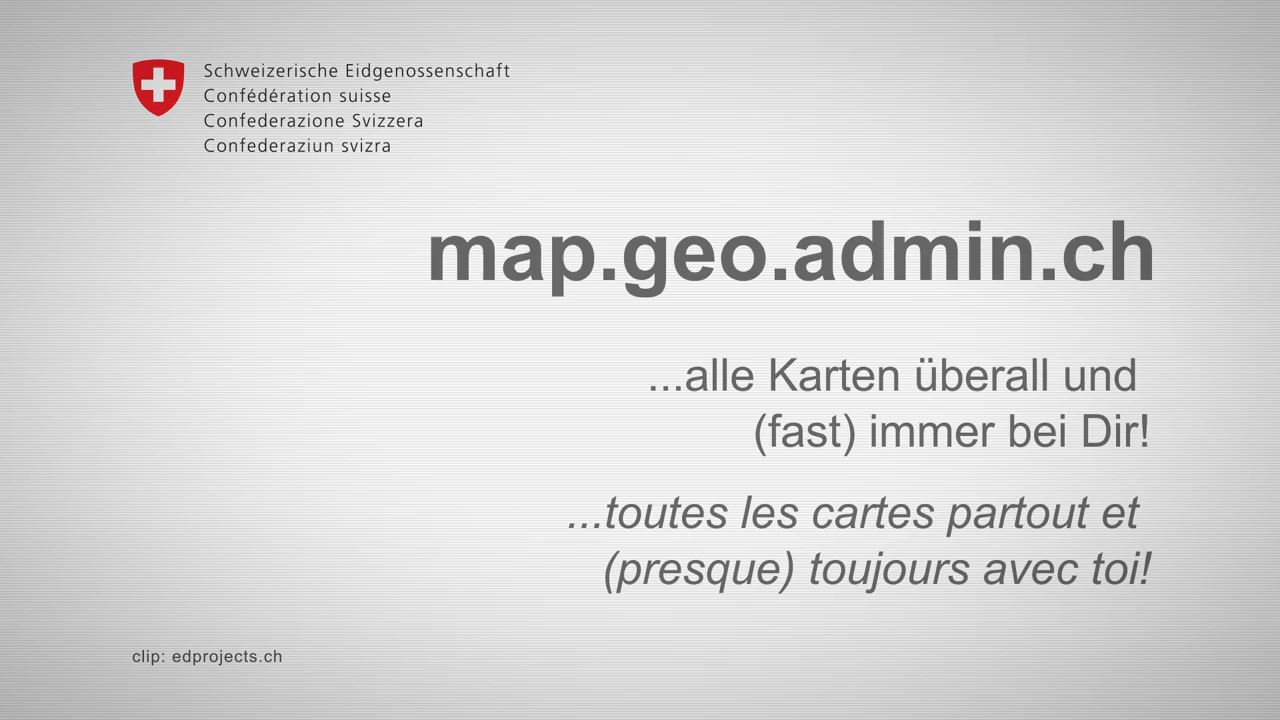 Schweizerische Eidgenossenschaft
Confédération suisse
Confederazione Svizzera
Confederaziun svizra
map.geo.admin.ch
...alle Karten überall und
(fast) immer bei Dir!
...toutes les cartes partout et
(presque) toujours avec toi!
clip: edprojects.ch